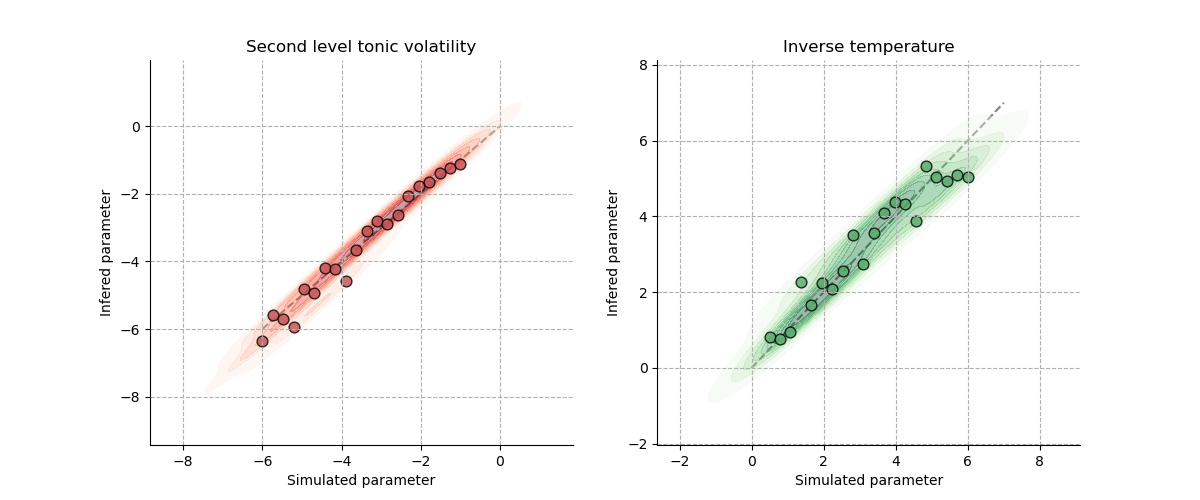 Second level tonic volatility
Infered parameter
0
−2
−4
−6
−8
−8 −6 −4 −2 0
Simulated parameter
Inverse temperature
Infered parameter
8
6
4
2
0
−2
−2 0 2 4 6 8
Simulated parameter